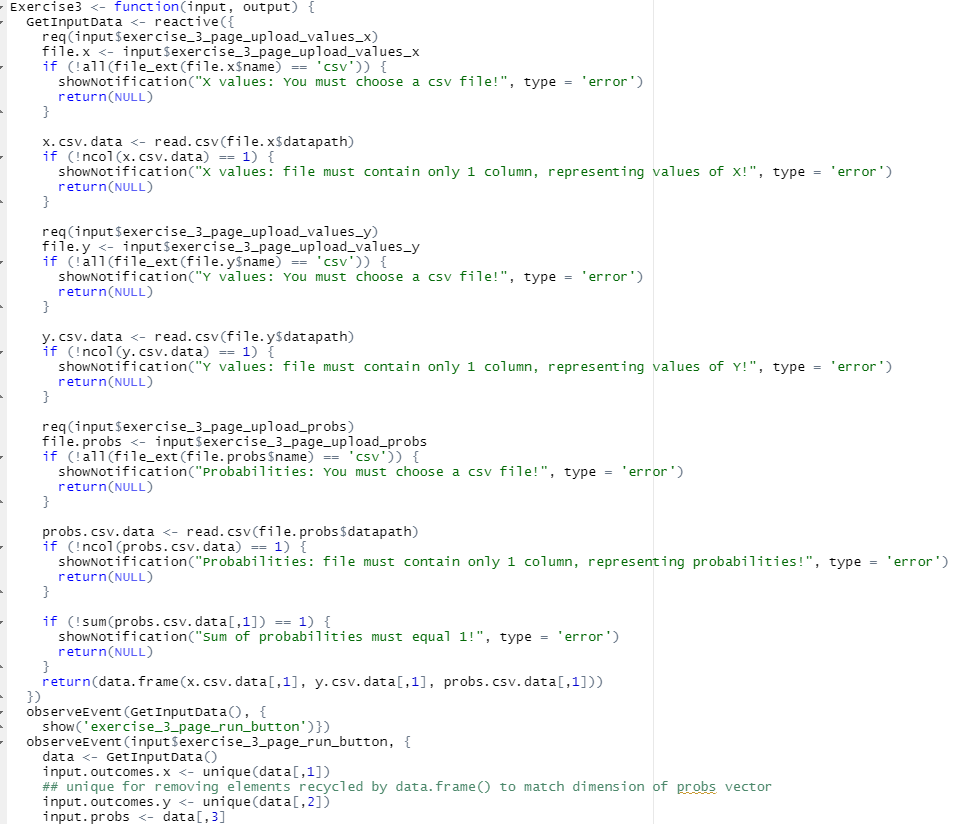 Exercise3 <- function(input, output) {
  GetInputData <- reactive({
    req(input$exercise_3_page_upload_values_x)
    file.x <- input$exercise_3_page_upload_values_x
    if (!all(file_ext(file.x$name) == 'csv')) {
      showNotification("X values: You must choose a csv file!", type = 'error')
      return(NULL)
    }

    x.csv.data <- read.csv(file.x$datapath)
    if (!ncol(x.csv.data) == 1) {
      showNotification("X values: file must contain only 1 column, representing values of X!", type = 'error')
      return(NULL)
    }

    req(input$exercise_3_page_upload_values_y)
    file.y <- input$exercise_3_page_upload_values_y
    if (!all(file_ext(file.y$name) == 'csv')) {
      showNotification("Y values: You must choose a csv file!", type = 'error')
      return(NULL)
    }

    y.csv.data <- read.csv(file.y$datapath)
    if (!ncol(y.csv.data) == 1) {
      showNotification("Y values: file must contain only 1 column, representing values of Y!", type = 'error')
      return(NULL)
    }

    req(input$exercise_3_page_upload_probs)
    file.probs <- input$exercise_3_page_upload_probs
    if (!all(file_ext(file.probs$name) == 'csv')) {
      showNotification("Probabilities: You must choose a csv file!", type = 'error')
      return(NULL)
    }

    probs.csv.data <- read.csv(file.probs$datapath)
    if (!ncol(probs.csv.data) == 1) {
      showNotification("Probabilities: file must contain only 1 column, representing probabilities!", type = 'error')
      return(NULL)
    }

    if (!sum(probs.csv.data[,1]) == 1) {
      showNotification("Sum of probabilities must equal 1!", type = 'error')
      return(NULL)
    }
    return(data.frame(x.csv.data[,1], y.csv.data[,1], probs.csv.data[,1]))
  })
  observeEvent(GetInputData(), {
    show('exercise_3_page_run_button')})
  observeEvent(input$exercise_3_page_run_button, {
    data <- GetInputData()
    input.outcomes.x <- unique(data[,1])
    ## unique for removing elements recycled by data.frame() to match dimension of probs vector
    input.outcomes.y <- unique(data[,2])
    input.probs <- data[,3]